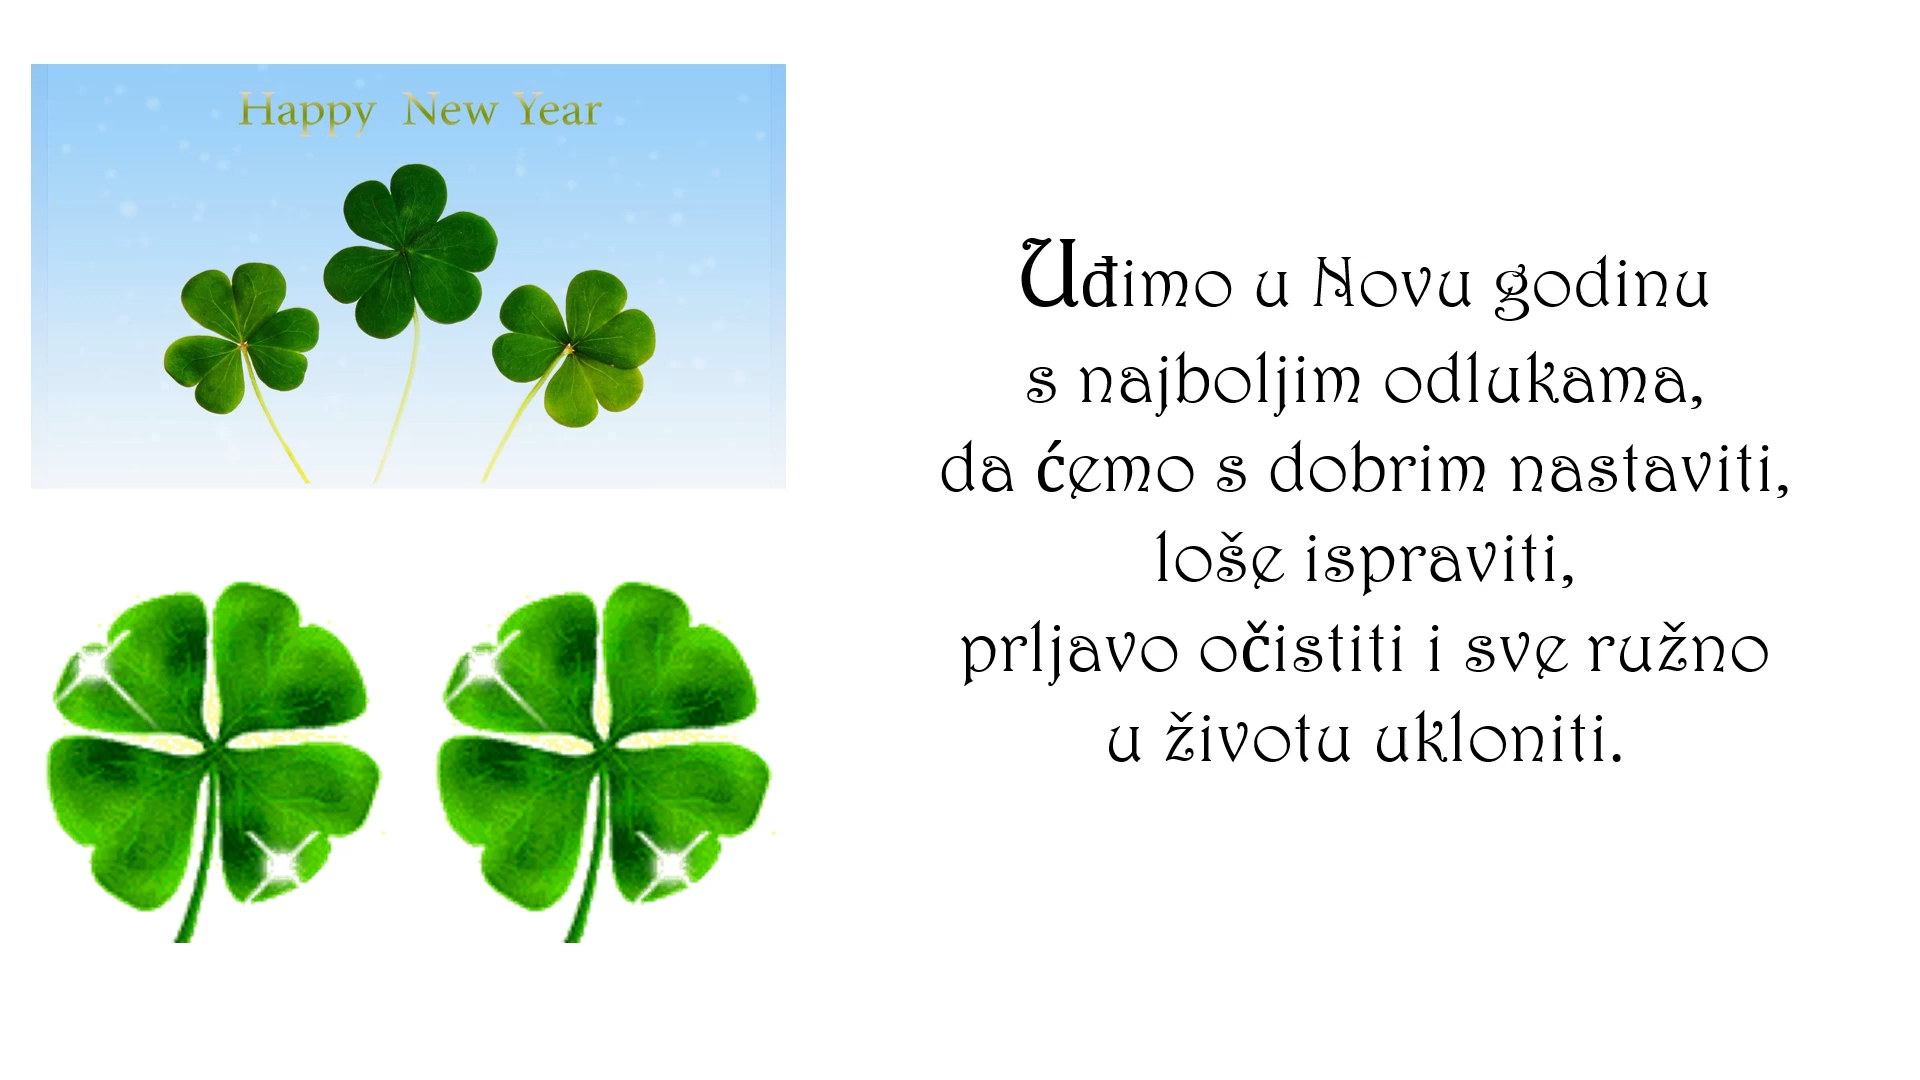 Happy New Year
Uđimo u Novu godinu
s najboljim odlukama,
da ćemo s dobrim nastaviti,
loše ispraviti,
prljavo očistiti i sve ružno
u životu ukloniti.